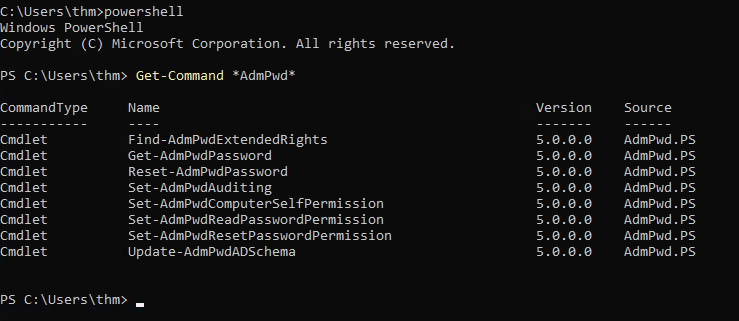 C:\Users\thm>powershell
Windows PowerShell
Copyright (C) Microsoft Corporation. All rights reserved.
PS C:\Users\thm> Get-Command *AdmPwd*
CommandType     Name                                               Version    Source
-----------     ----                                               -------    ------
Cmdlet          Find-AdmPwdExtendedRights                          5.0.0.0    AdmPwd.PS
Cmdlet          Get-AdmPwdPassword                                 5.0.0.0    AdmPwd.PS
Cmdlet          Reset-AdmPwdPassword                               5.0.0.0    AdmPwd.PS
Cmdlet          Set-AdmPwdAuditing                                 5.0.0.0    AdmPwd.PS
Cmdlet          Set-AdmPwdComputerSelfPermission                   5.0.0.0    AdmPwd.PS
Cmdlet          Set-AdmPwdReadPasswordPermission                   5.0.0.0    AdmPwd.PS
Cmdlet          Set-AdmPwdResetPasswordPermission                  5.0.0.0    AdmPwd.PS
Cmdlet          Update-AdmPwdADSchema                              5.0.0.0    AdmPwd.PS
PS C:\Users\thm>